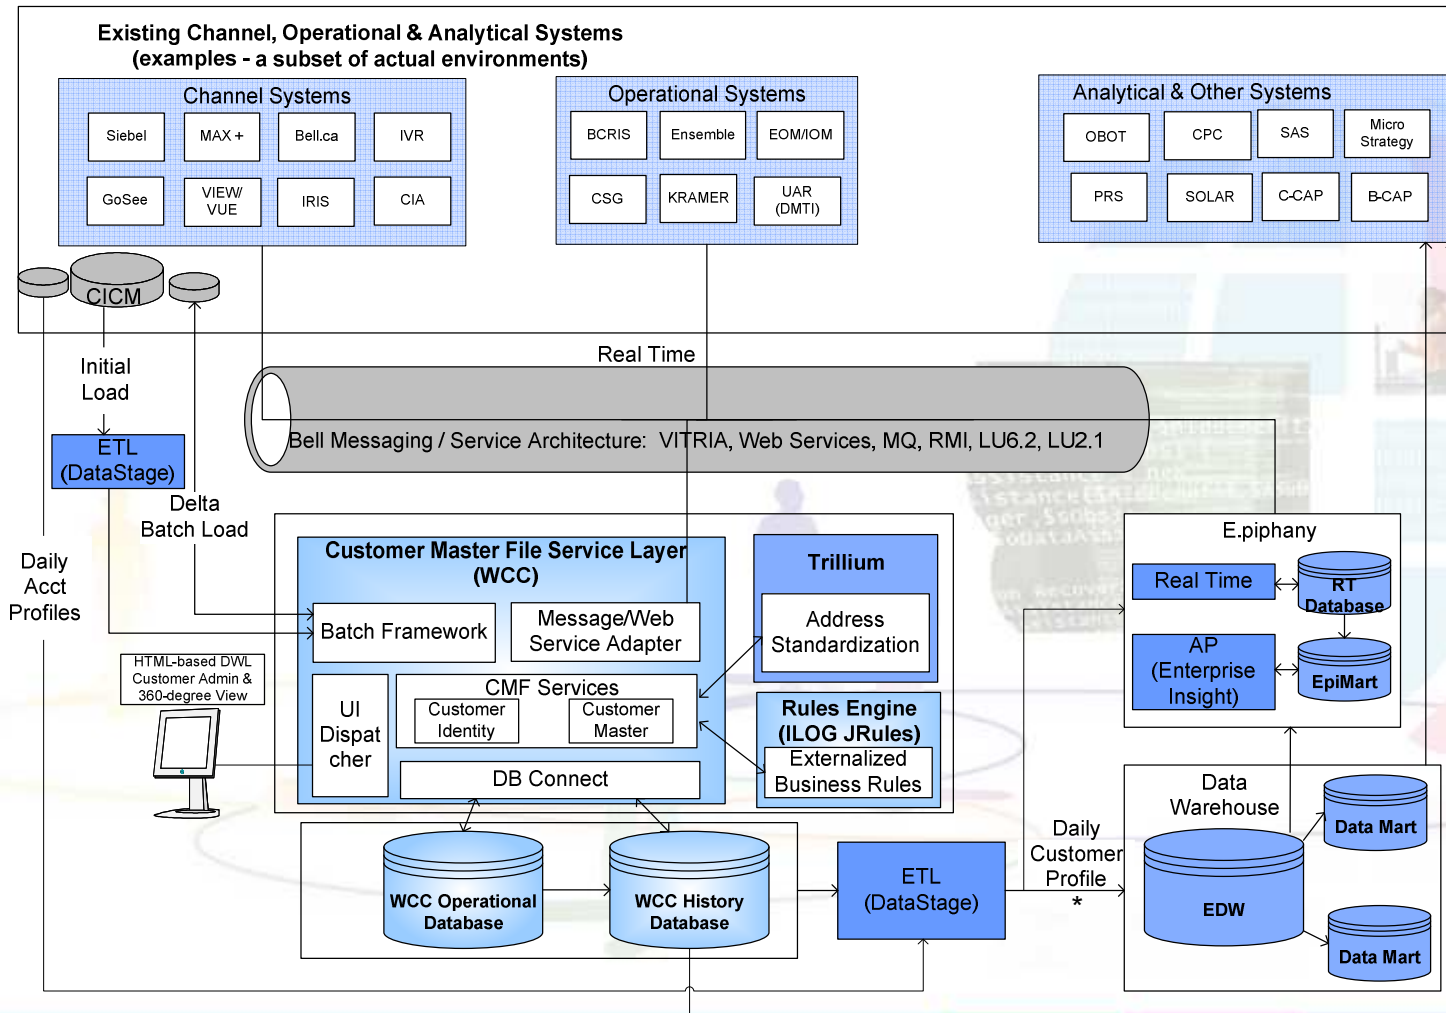 Existing Channel, Operational & Analytical Systems
(examples - a subset of actual environments)
Channel Systems
Siebel
MAX +
Bell.ca
IVR
GoSee
VIEW/
VUE
IRIS
CIA
Operational Systems
BCRIS
Ensemble
EOM/IOM
CSG
KRAMER
UAR
(DMTI)
Analytical & Other Systems
OBOT
CPC
SAS
Micro
Strategy
PRS
SOLAR
C-CAP
B-CAP
CICM
Initial
Load
Real Time
Bell Messaging / Service Architecture: VITRIA, Web Services, MQ, RMI, LU6.2, LU2.1
ETL
(DataStage)
Delta
Batch Load
Daily
Acct
Profiles
Customer Master File Service Layer
(WCC)
Batch Framework
Message/Web
Service Adapter
UI
Dispat
cher
CMF Services
Customer
Identity
Customer
Master
DB Connect
Trillium
Address
Standardization
Rules Engine
(ILOG JRules)
Externalized
Business Rules
HTML-based DWL
Customer Admin &
360-degree View
E.piphany
Real Time
RT
Database
AP
(Enterprise
Insight)
EpiMart
WCC Operational
Database
WCC History
Database
ETL
(DataStage)
Daily
Customer
Profile
*
Data
Warehouse
EDW
Data Mart
Data Mart